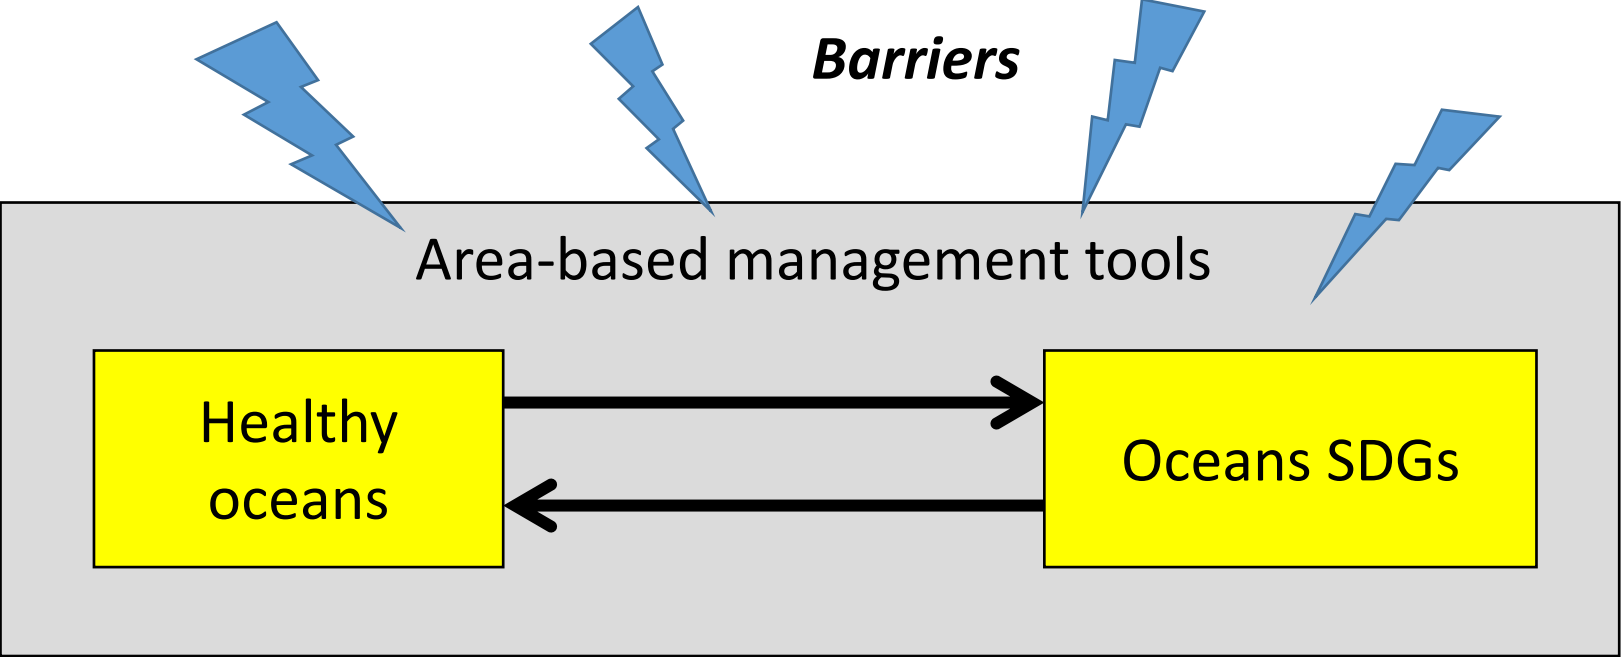 Barriers
Area-based management tools
Healthy
oceans
Oceans SDGs